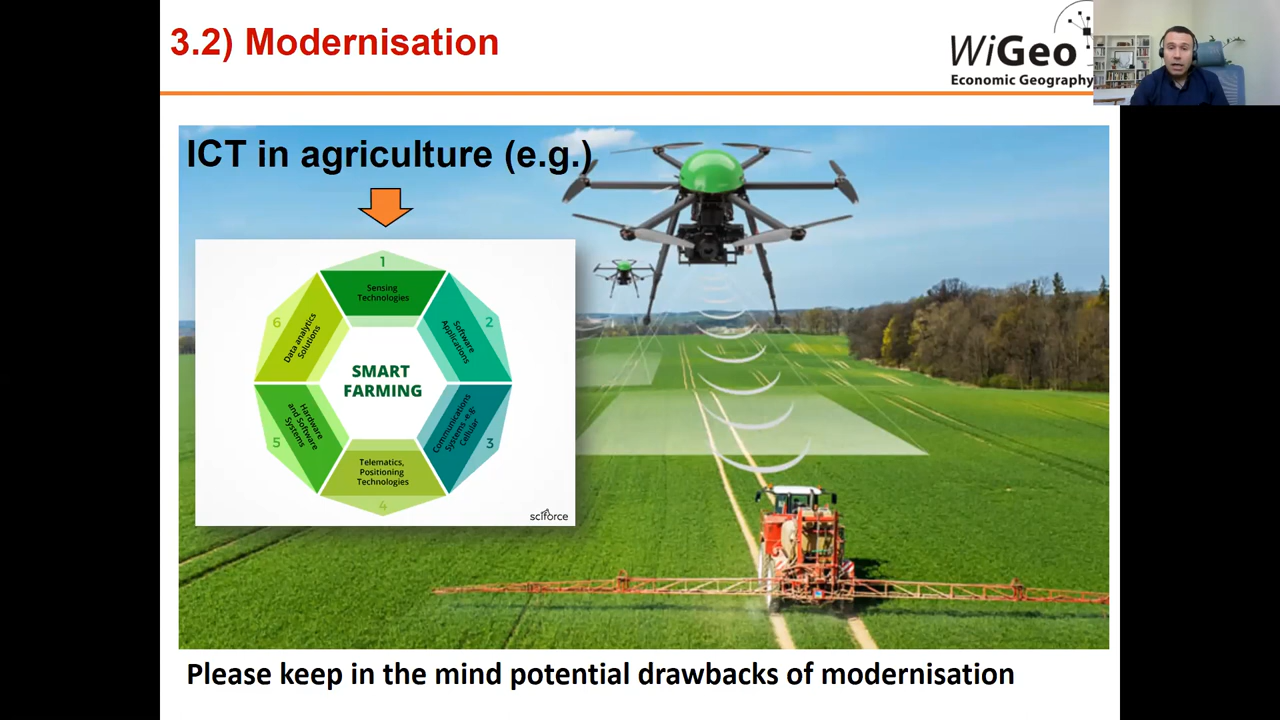 3.2) Modernisation
WiGeo
Economic Geography
ICT in agriculture (e.g.)
1
Sensing
Technologies
2
Software
Applications
3
Communications
Systems -e.g'
Cellular'
4
Telematics,
Positioning
Technologies
5
Hardware
and Software
Systems
6
Data analytics
Solutions
SMART
FARMING
sciforce
Please keep in the mind potential drawbacks of modernisation